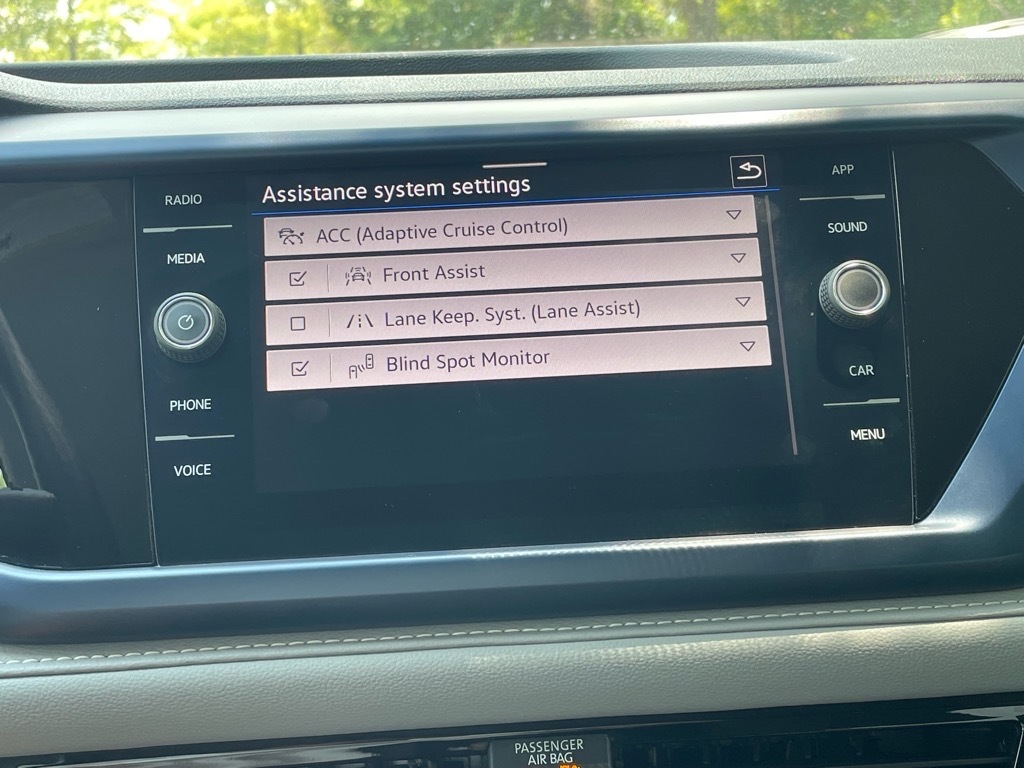 RADIO
MEDIA
PHONE
VOICE
Assistance system settings
ACC (Adaptive Cruise Control)
Front Assist
Lane Keep. Syst. (Lane Assist)
Blind Spot Monitor
APP
SOUND
CAR
MENU
PASSENGER
AIR BAG